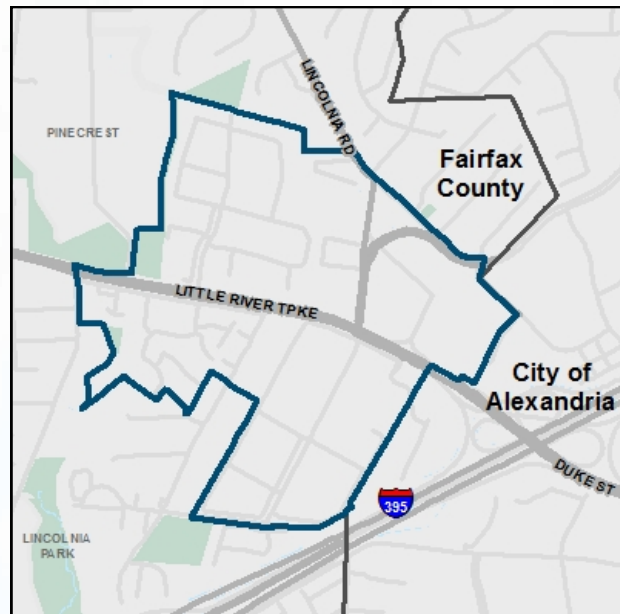 LINCOLNIA RD
PINECREST
Fairfax
County
LITTLE RIVER TPKE
City of
Alexandria
DUKE ST
395
LINCOLNIA
PARK